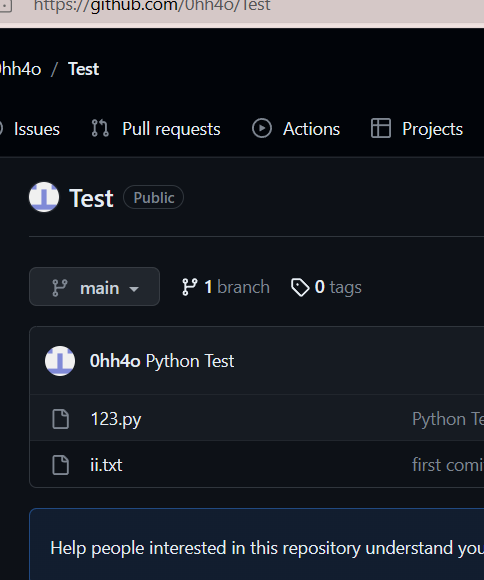 https://github.com/0hh4o/Test
0hh4o / Test
Issues Pull requests Actions Projects
Test Public
main 1 branch 0 tags
0hh4o Python Test
123.py Python Te
ii.txt first comi
Help people interested in this repository understand you